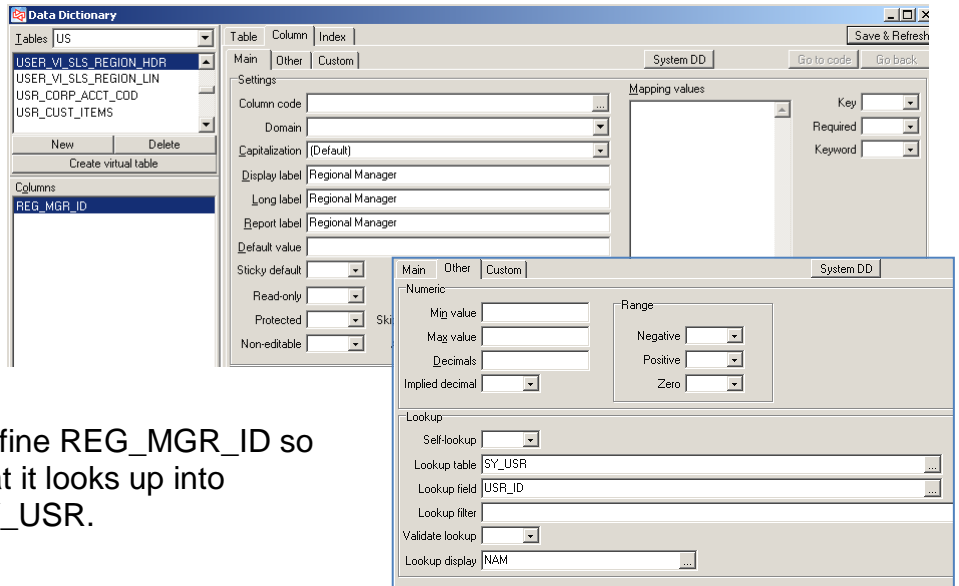 Data Dictionary
Tables US
USER_VI_SLS_REGION_HDR
USER_VI_SLS_REGION_LIN
USR_CORP_ACCT_COD
USR_CUST_ITEMS
New Delete
Create virtual table
Columns
REG_MGR_ID
Table Column Index
Save & Refresh
Main Other Custom
System DD
Go to code Go back
Settings
Column code ...
Domain
Capitalization (Default)
Display label Regional Manager
Long label Regional Manager
Report label Regional Manager
Default value
Sticky default
Read-only
Protected Ski
Non-editable
Mapping values
Key
Required
Keyword
Main Other Custom
System DD
Numeric
Min value
Max value
Decimals
Implied decimal
Range
Negative
Positive
Zero
Lookup
Self-lookup
Lookup table SY_USR ...
Lookup field USR_ID ...
Lookup filter
Validate lookup
Lookup display NAM ...
fine REG_MGR_ID so
t it looks up into
_USR.